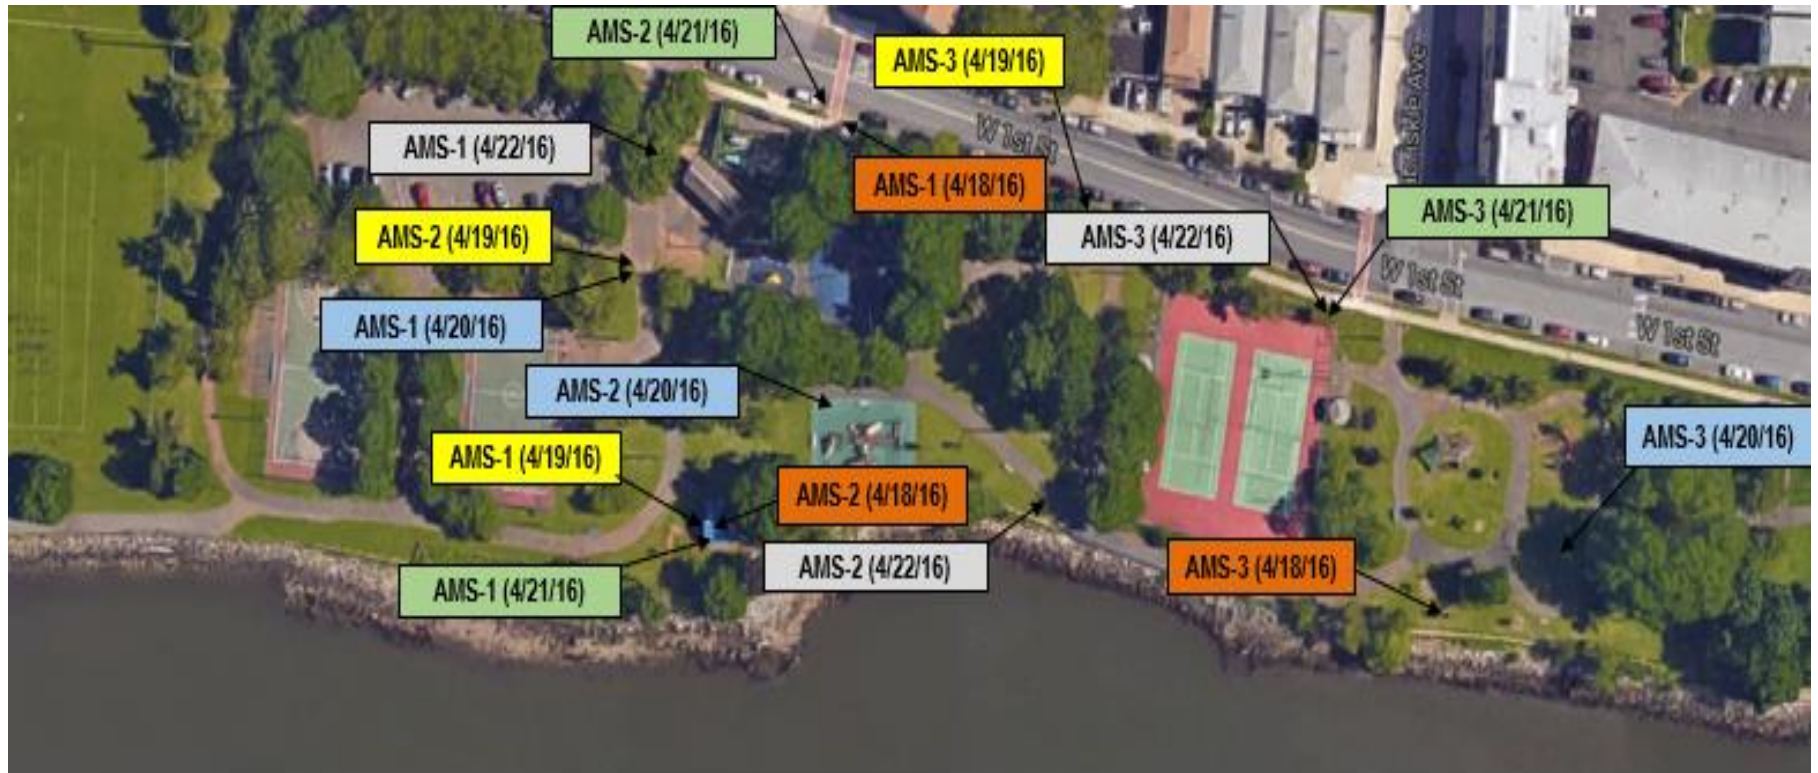 AMS-2 (4/21/16)
AMS-3 (4/19/16)
W 1st St
AMS-1 (4/22/16)
AMS-1 (4/18/16)
AMS-3 (4/21/16)
AMS-2 (4/19/16)
AMS-3 (4/22/16)
W 1st St
AMS-1 (4/20/16)
W 1st St
AMS-2 (4/20/16)
AMS-3 (4/20/16)
AMS-1 (4/19/16)
AMS-2 (4/18/16)
AMS-2 (4/22/16)
AMS-3 (4/18/16)
AMS-1 (4/21/16)
Ave